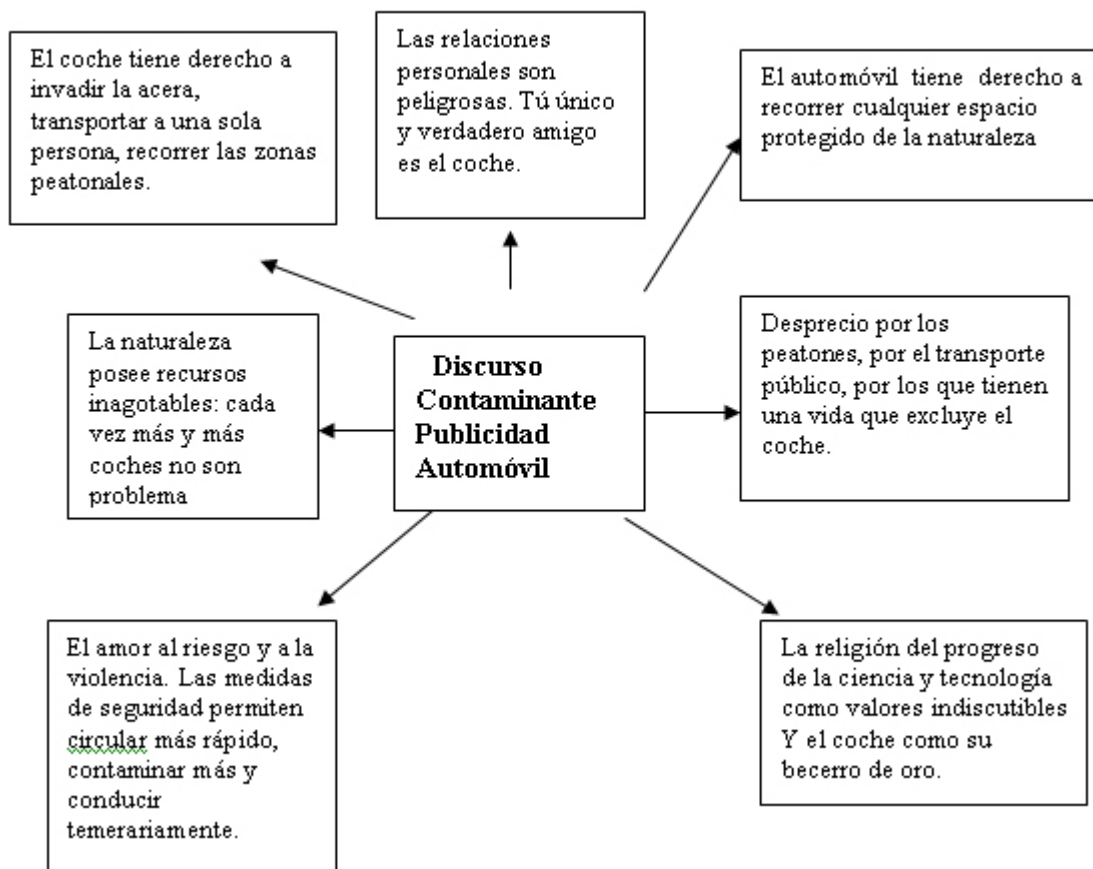 El coche tiene derecho a
invadir la acera,
transportar a una sola
persona, recorrer las zonas
peatonales.
Las relaciones
personales son
peligrosas. Tú único
y verdadero amigo
es el coche.
El automóvil tiene derecho a
recorrer cualquier espacio
protegido de la naturaleza
La naturaleza
posee recursos
inagotables: cada
vez más y más
coches no son
problema
Discurso
Contaminante
Publicidad
Automóvil
Desprecio por los
peatones, por el transporte
público, por los que tienen
una vida que excluye el
coche.
El amor al riesgo y a la
violencia. Las medidas
de seguridad permiten
circular más rápido,
contaminar más y
conducir
temerariamente.
La religión del progreso
de la ciencia y tecnología
como valores indiscutibles
Y el coche como su
becerro de oro.